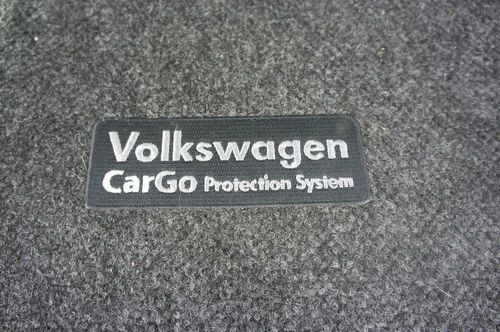 Volkswagen
CarGo Protection System